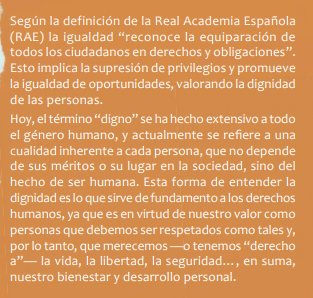 Según la definición de la Real Academia Española
(RAE) la igualdad “reconoce la equiparación de
todos los ciudadanos en derechos y obligaciones”.
Esto implica la supresión de privilegios y promueve
la igualdad de oportunidades, valorando la dignidad
de las personas.
Hoy, el término “digno” se ha hecho extensivo a todo
el género humano, y actualmente se refiere a una
cualidad inherente a cada persona, que no depende
de sus méritos o su lugar en la sociedad, sino del
hecho de ser humana. Esta forma de entender la
dignidad es lo que sirve de fundamento a los derechos
humanos, ya que es en virtud de nuestro valor como
personas que debemos ser respetados como tales y,
por lo tanto, que merecemos —o tenemos “derecho
a”— la vida, la libertad, la seguridad…, en suma,
nuestro bienestar y desarrollo personal.